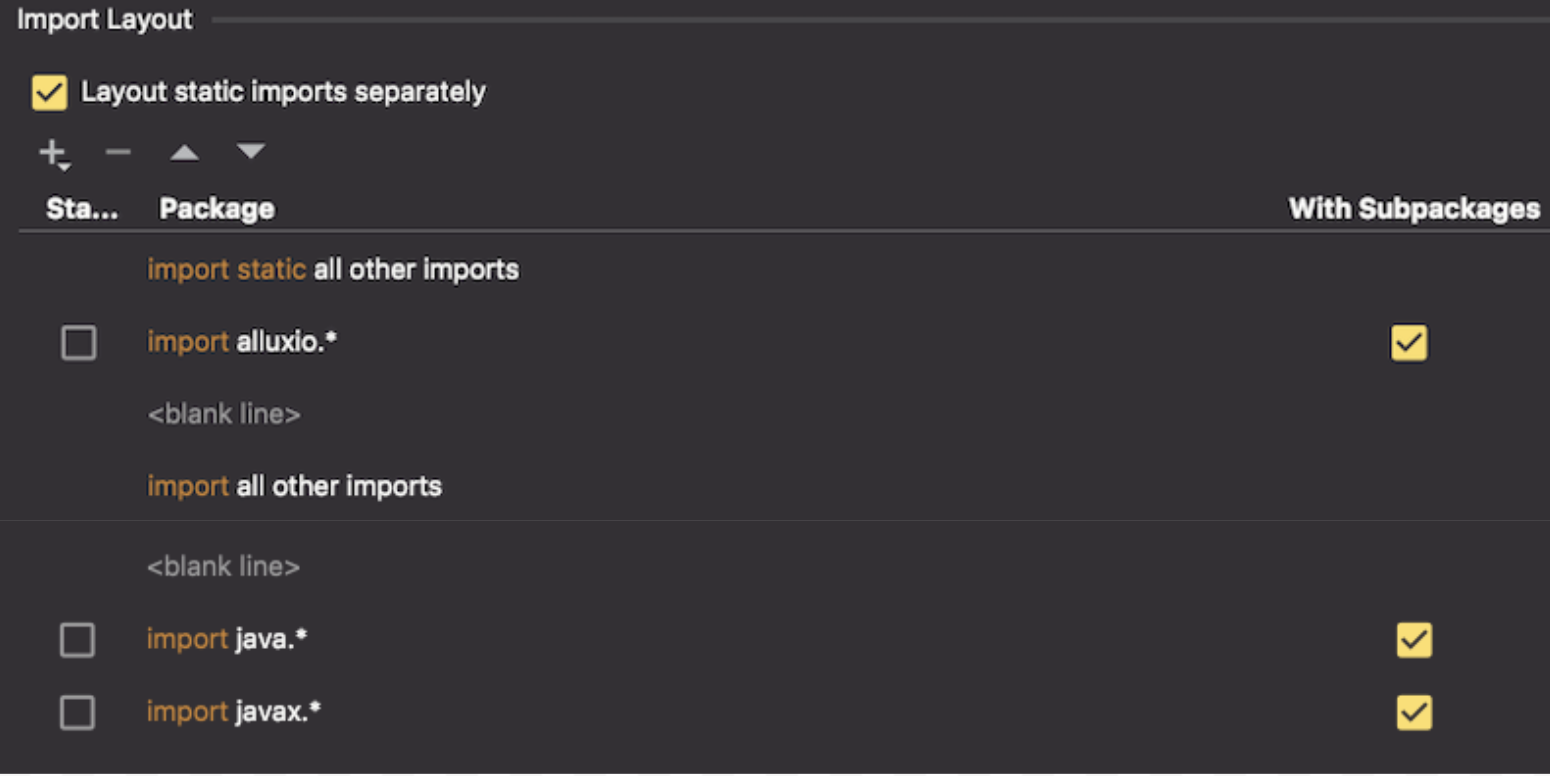 Import Layout
Layout static imports separately
Sta... Package With Subpackages
import static all other imports
import alluxio.*
<blank line>
import all other imports
<blank line>
import java.*
import javax.*